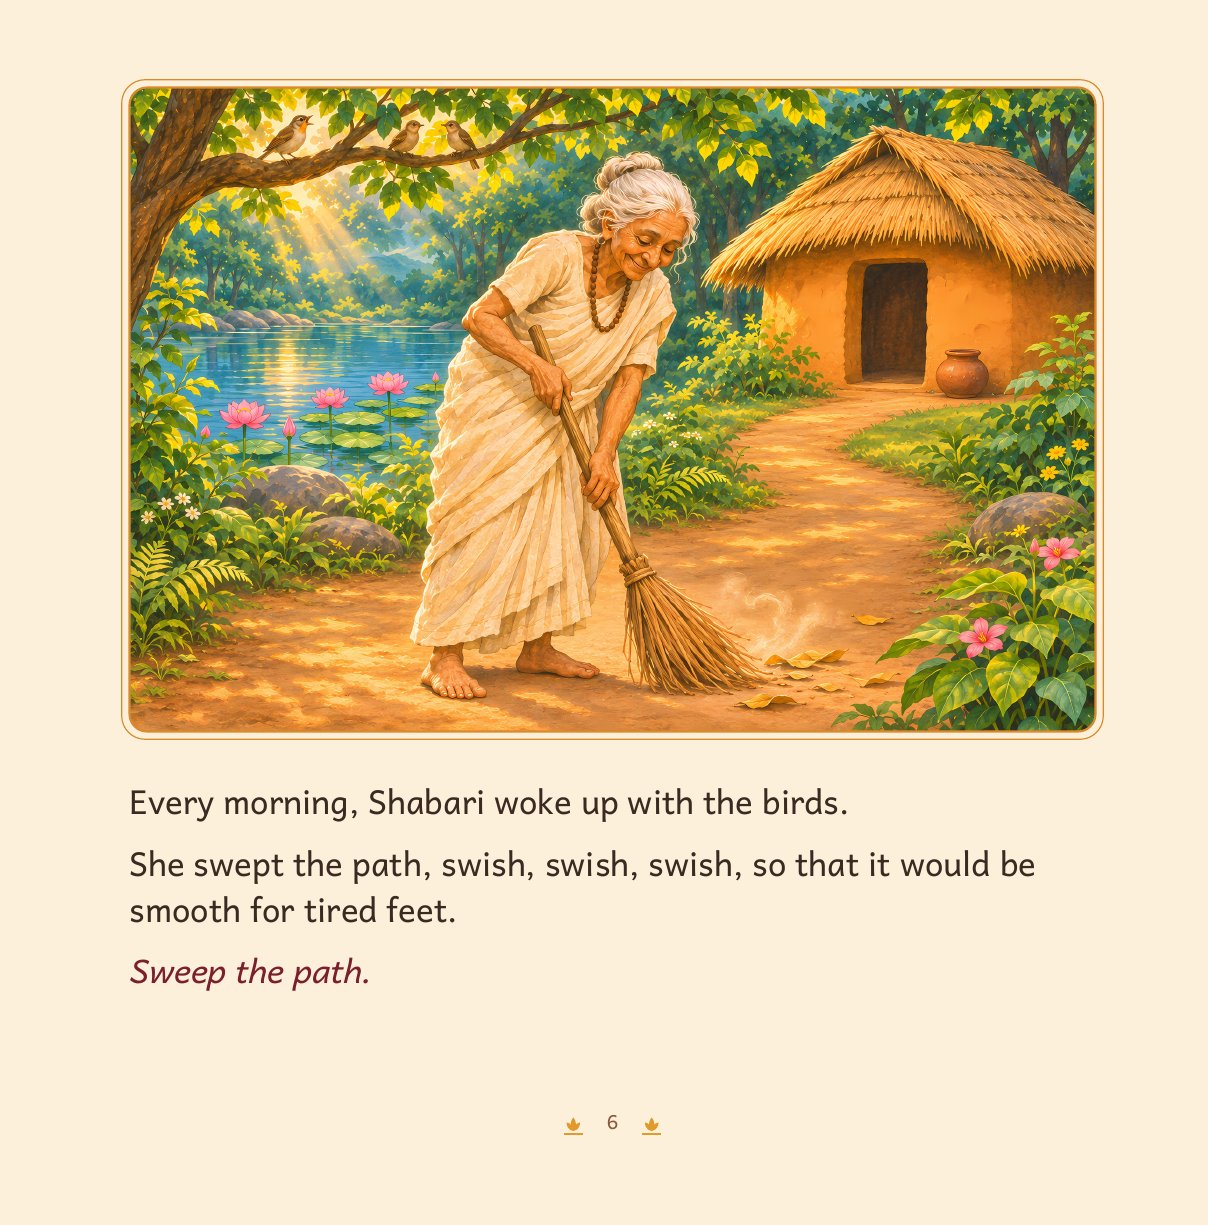 Every morning, Shabari woke up with the birds.
She swept the path, swish, swish, swish, so that it would be
smooth for tired feet.
Sweep the path.
6